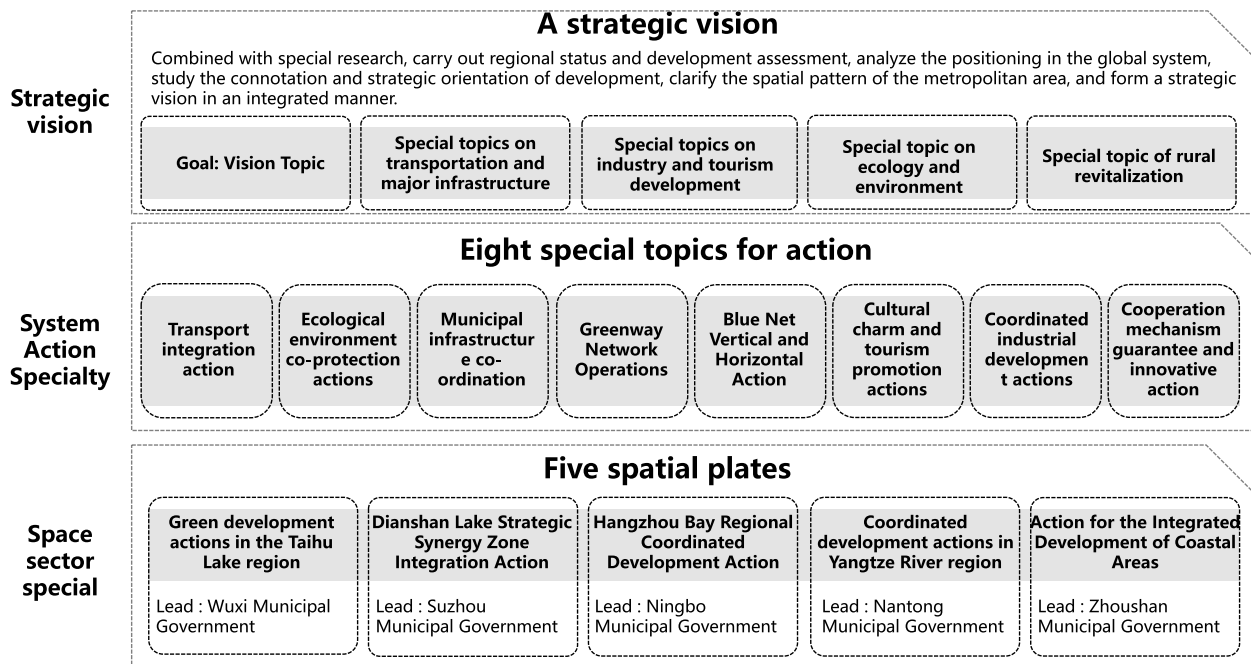 A strategic vision
Combined with special research, carry out regional status and development assessment, analyze the positioning in the global system,
study the connotation and strategic orientation of development, clarify the spatial pattern of the metropolitan area, and form a strategic
vision in an integrated manner.
Strategic
vision
Goal: Vision Topic
Special topics on
transportation and
major infrastructure
Special topics on
industry and tourism
development
Special topic on
ecology and
environment
Special topic of rural
revitalization
Eight special topics for action
System
Action
Specialty
Transport
integration
action
Ecological
environment
co-protection
actions
Municipal
infrastructur
e co-
ordination
Greenway
Network
Operations
Blue Net
Vertical and
Horizontal
Action
Cultural
charm and
tourism
promotion
actions
Coordinated
industrial
developmen
t actions
Cooperation
mechanism
guarantee and
innovative
action
Five spatial plates
Space
sector
special
Green development
actions in the Taihu
Lake region
Lead : Wuxi Municipal
Government
Dianshan Lake Strategic
Synergy Zone
Integration Action
Lead : Suzhou
Municipal Government
Hangzhou Bay Regional
Coordinated
Development Action
Lead : Ningbo
Municipal Government
Coordinated
development actions in
Yangtze River region
Lead : Nantong
Municipal Government
Action for the Integrated
Development of Coastal
Areas
Lead : Zhoushan
Municipal Government